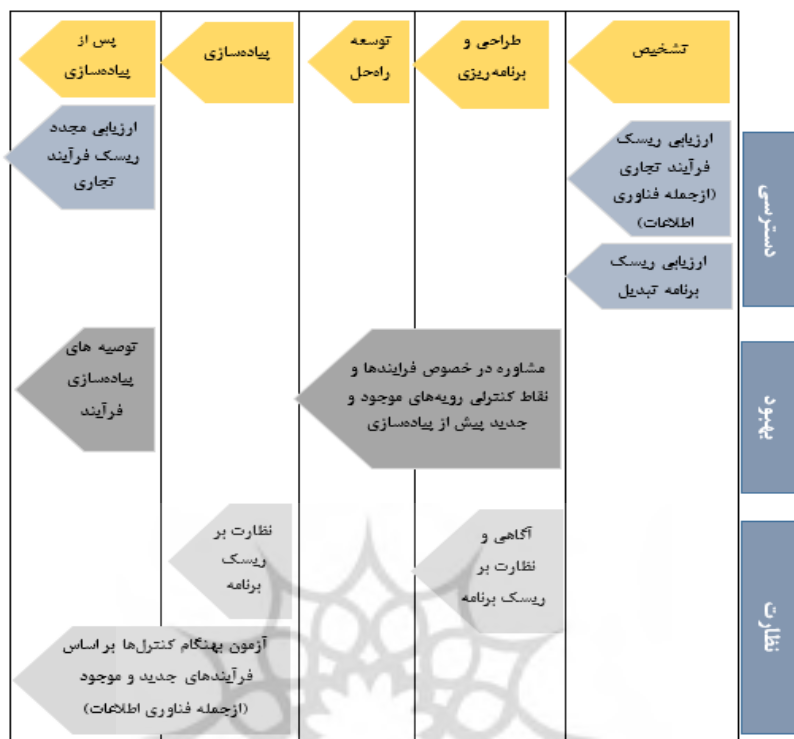 تشخیص
طراحی و
برنامه‌ریزی
توسعه
راه‌حل
پیاده‌سازی
پس از
پیاده‌سازی
دسترسی
ارزیابی ریسک
فرآیند تجاری
(ازجمله فناوری
اطلاعات)
ارزیابی ریسک
برنامه تبدیل
ارزیابی مجدد
ریسک فرآیند
تجاری
بهبود
مشاوره در خصوص فرایندها و
نقاط کنترلی رویه‌های موجود و
جدید پیش از پیاده‌سازی
توصیه های
پیاده‌سازی
فرآیند
نظارت
آگاهی و
نظارت بر
ریسک برنامه
نظارت بر
ریسک
برنامه
آزمون بهنگام کنترل‌ها بر اساس
فرآیندهای جدید و موجود
(ازجمله فناوری اطلاعات)